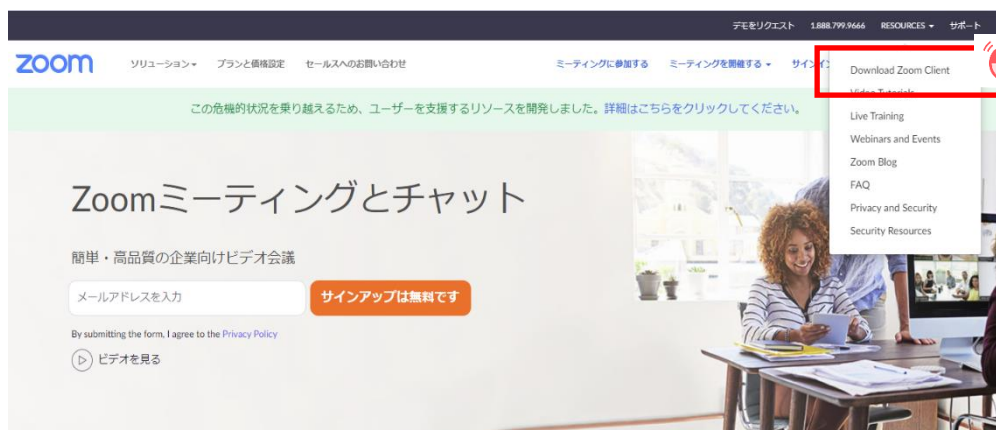 デモをリクエスト 1.888.799.9666 RESOURCES サポート
zoom ソリューション プランと価格設定 セールスへのお問い合わせ ミーティングに参加する ミーティングを開催する サインイン
この危機的状況を乗り越えるため、ユーザーを支援するリソースを開発しました。詳細はこちらをクリックしてください。
Download Zoom Client
Video Tutorials
Live Training
Webinars and Events
Zoom Blog
FAQ
Privacy and Security
Security Resources
Zoomミーティングとチャット
簡単・高品質の企業向けビデオ会議
メールアドレスを入力 サインアップは無料です
By submitting the form, I agree to the Privacy Policy
ビデオを見る